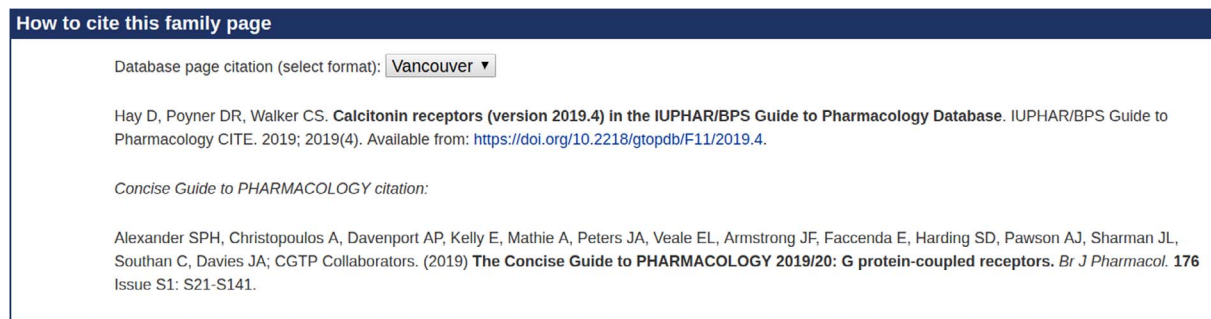 How to cite this family page
Database page citation (select format): Vancouver ▼
Hay D, Poyner DR, Walker CS. Calcitonin receptors (version 2019.4) in the IUPHAR/BPS Guide to Pharmacology Database. IUPHAR/BPS Guide to
Pharmacology CITE. 2019; 2019(4). Available from: https://doi.org/10.2218/gtopdb/F11/2019.4.
Concise Guide to PHARMACOLOGY citation:
Alexander SPH, Christopoulos A, Davenport AP, Kelly E, Mathie A, Peters JA, Veale EL, Armstrong JF, Faccenda E, Harding SD, Pawson AJ, Sharman JL,
Southan C, Davies JA; CGTP Collaborators. (2019) The Concise Guide to PHARMACOLOGY 2019/20: G protein-coupled receptors. Br J Pharmacol. 176
Issue S1: S21-S141.